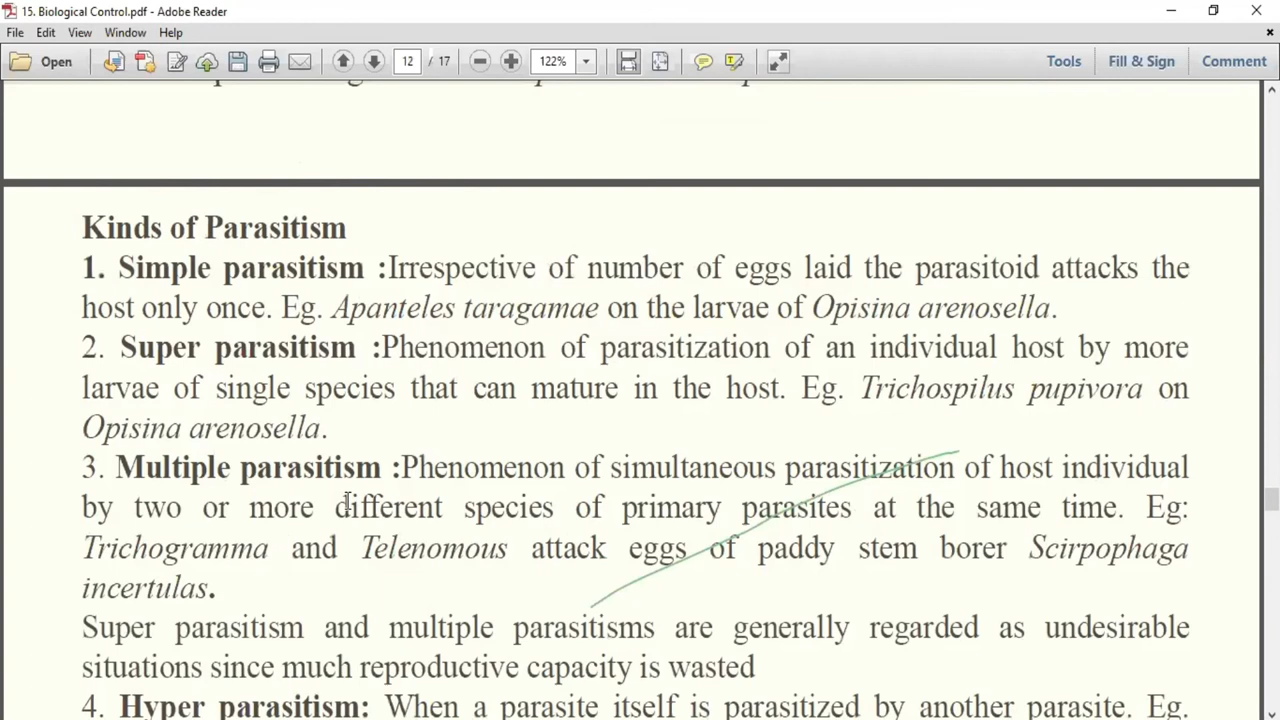 15. Biological Control.pdf - Adobe Reader
File Edit View Window Help
Open 12 / 17 122% Tools Fill & Sign Comment
Kinds of Parasitism
1. Simple parasitism :Irrespective of number of eggs laid the parasitoid attacks the
host only once. Eg. Apanteles taragamae on the larvae of Opisina arenosella.
2. Super parasitism :Phenomenon of parasitization of an individual host by more
larvae of single species that can mature in the host. Eg. Trichospilus pupivora on
Opisina arenosella.
3. Multiple parasitism :Phenomenon of simultaneous parasitization of host individual
by two or more different species of primary parasites at the same time. Eg:
Trichogramma and Telenomous attack eggs of paddy stem borer Scirpophaga
incertulas.
Super parasitism and multiple parasitisms are generally regarded as undesirable
situations since much reproductive capacity is wasted
4. Hyper parasitism: When a parasite itself is parasitized by another parasite. Eg.